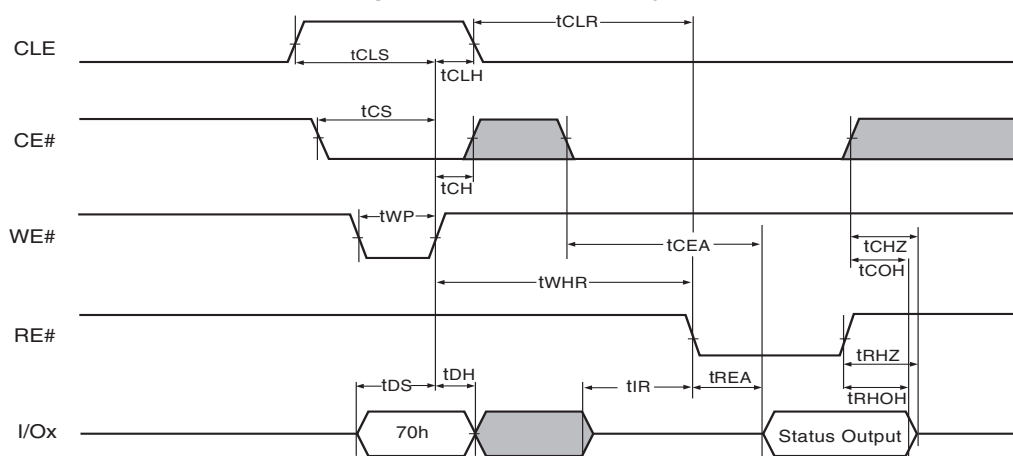 tCLR
CLE
tCLS
tCLH
tCS
CE#
tCH
tWP
WE#
tCEA
tCHZ
tCOH
tWHR
RE#
tRHZ
tDH
tDS
tIR
tREA
tRHOH
I/Ox
70h
Status Output